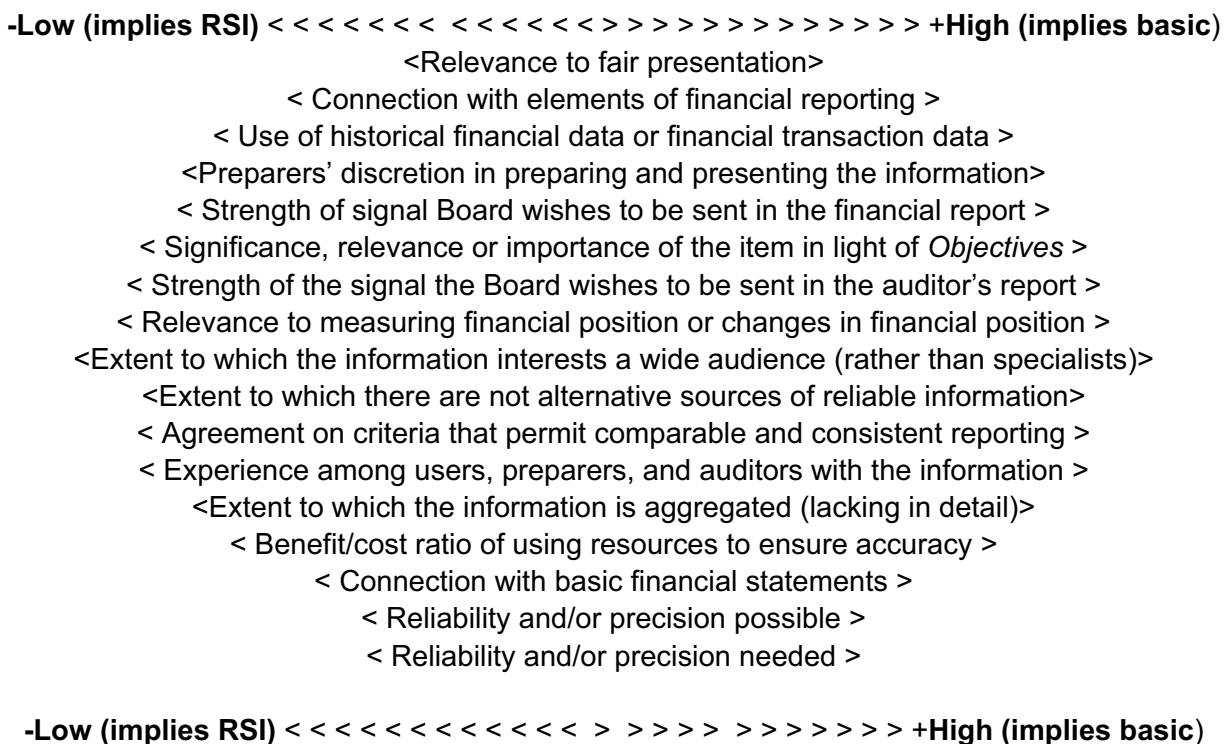 -Low (implies RSI) < < < < < < < < < < < < < > > > > > > > > > > > > > +High (implies basic)
<Relevance to fair presentation>
< Connection with elements of financial reporting >
< Use of historical financial data or financial transaction data >
<Preparers’ discretion in preparing and presenting the information>
< Strength of signal Board wishes to be sent in the financial report >
< Significance, relevance or importance of the item in light of Objectives >
< Strength of the signal the Board wishes to be sent in the auditor’s report >
< Relevance to measuring financial position or changes in financial position >
<Extent to which the information interests a wide audience (rather than specialists)>
<Extent to which there are not alternative sources of reliable information>
< Agreement on criteria that permit comparable and consistent reporting >
< Experience among users, preparers, and auditors with the information >
<Extent to which the information is aggregated (lacking in detail)>
< Benefit/cost ratio of using resources to ensure accuracy >
< Connection with basic financial statements >
< Reliability and/or precision possible >
< Reliability and/or precision needed >
-Low (implies RSI) < < < < < < < < < < < < > > > > > > > > > > > > +High (implies basic)